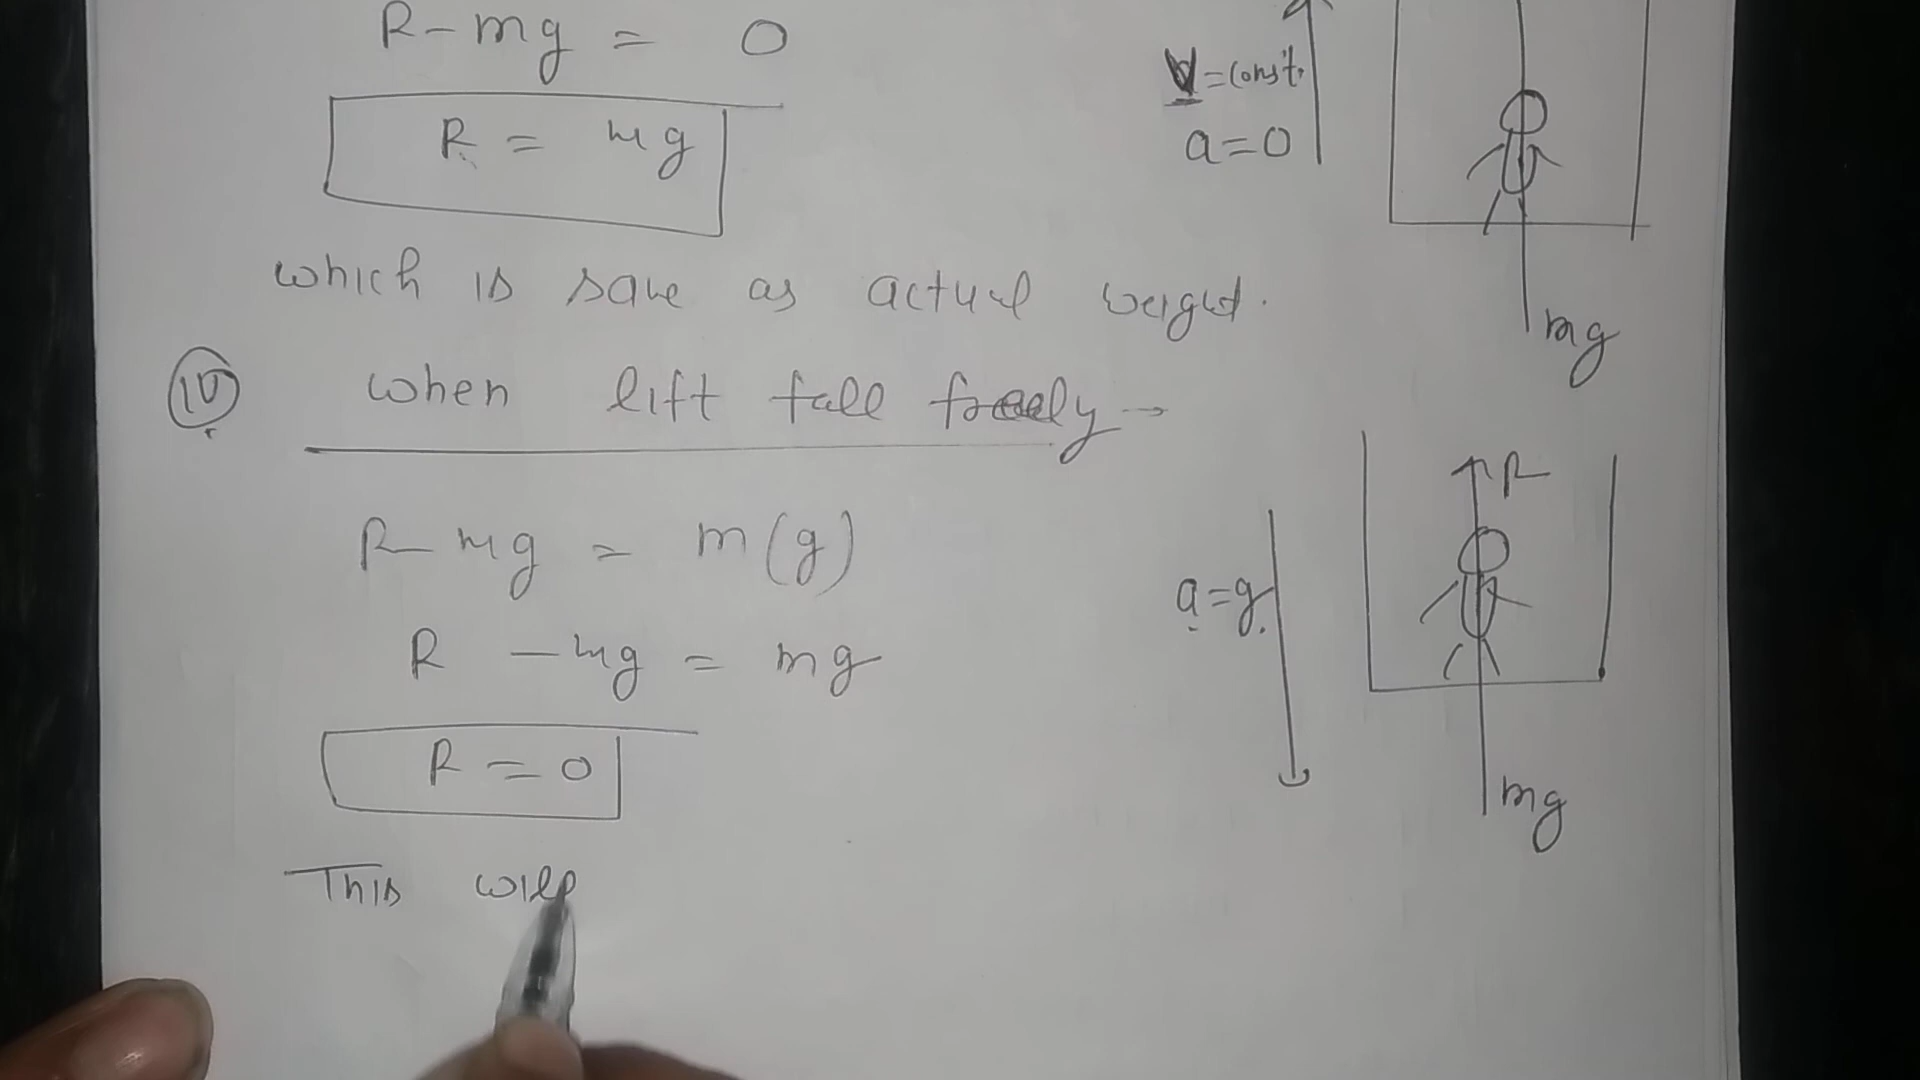 R - mg = 0
R = mg
V = const.
a = 0
mg
which is same as actual weight.
(iv) when lift fall freely →
R - mg = m(g)
R - mg = mg
R = 0
a = g.
R
mg
This will